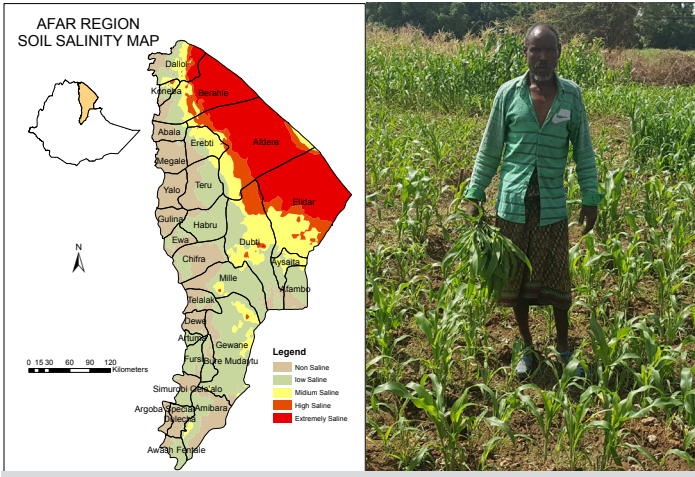 AFAR REGION
SOIL SALINITY MAP
Dallol
Koneba
Berahle
Abala
Afdera
Erebti
Megale
Yalo
Teru
Elidar
Gulina
Habru
Ewa
Dubti
Chifra
Aysaita
Mille
Afambo
Telalak
Dewe
Artuma
Gewane
Fursi
Bure Mudaytu
Simurobi Gele'alo
Argoba Special
Amibara
Dulecha
Awash Fentale
N
0 15 30 60 90 120
Kilometers
Legend
Non Saline
low Saline
Midium Saline
High Saline
Extremely Saline